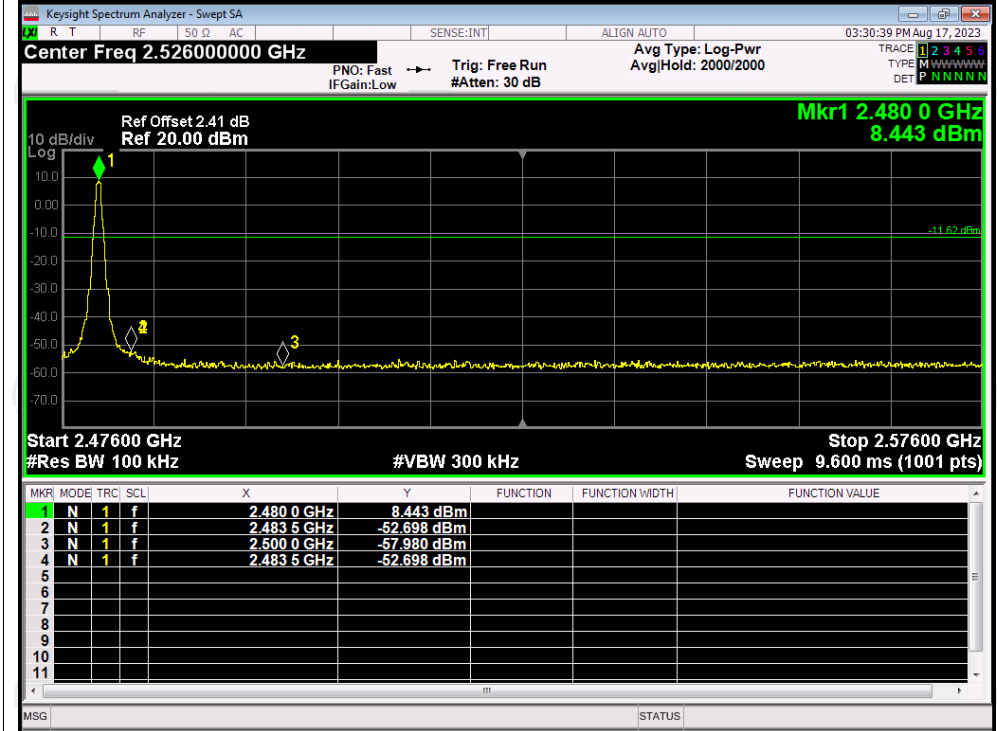 Keysight Spectrum Analyzer - Swept SA
LXI R T RF 50 Ω AC SENSE:INT ALIGN AUTO 03:30:39 PM Aug 17, 2023
Center Freq 2.526000000 GHz Avg Type: Log-Pwr TRACE 1 2 3 4 5 6
PNO: Fast Trig: Free Run Avg|Hold: 2000/2000 TYPE M WWWWW
IFGain:Low #Atten: 30 dB DET P N N N N N
Mkr1 2.480 0 GHz
Ref Offset 2.41 dB
10 dB/div Ref 20.00 dBm 8.443 dBm
Log
1
10.0
0.00
-10.0 -11.62 dBm
-20.0
-30.0
-40.0
3
-50.0
-60.0
-70.0
Start 2.47600 GHz Stop 2.57600 GHz
#Res BW 100 kHz #VBW 300 kHz Sweep 9.600 ms (1001 pts)
MKR MODE TRC SCL X Y FUNCTION FUNCTION WIDTH FUNCTION VALUE
1 N 1 f 2.480 0 GHz 8.443 dBm
2 N 1 f 2.483 5 GHz -52.698 dBm
3 N 1 f 2.500 0 GHz -57.980 dBm
4 N 1 f 2.483 5 GHz -52.698 dBm
5
6
7
8
9
10
11
MSG STATUS